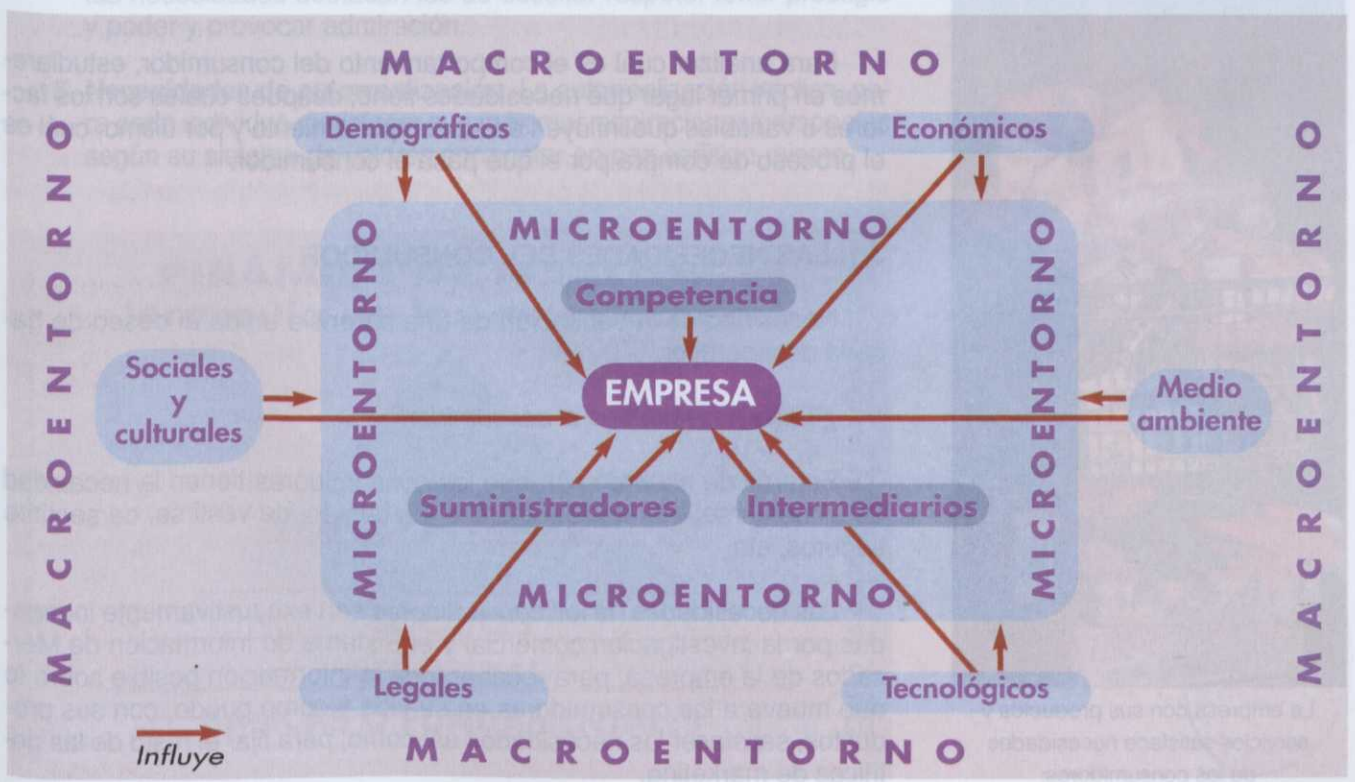 MACROENTORNO
Demográficos
Económicos
MACROENTORNO
MICROENTORNO
MICROENTORNO
MICROENTORNO
MACROENTORNO
Competencia
EMPRESA
Sociales
y
culturales
Medio
ambiente
Suministradores
Intermediarios
MICROENTORNO
Legales
Tecnológicos
Influye
MACROENTORNO